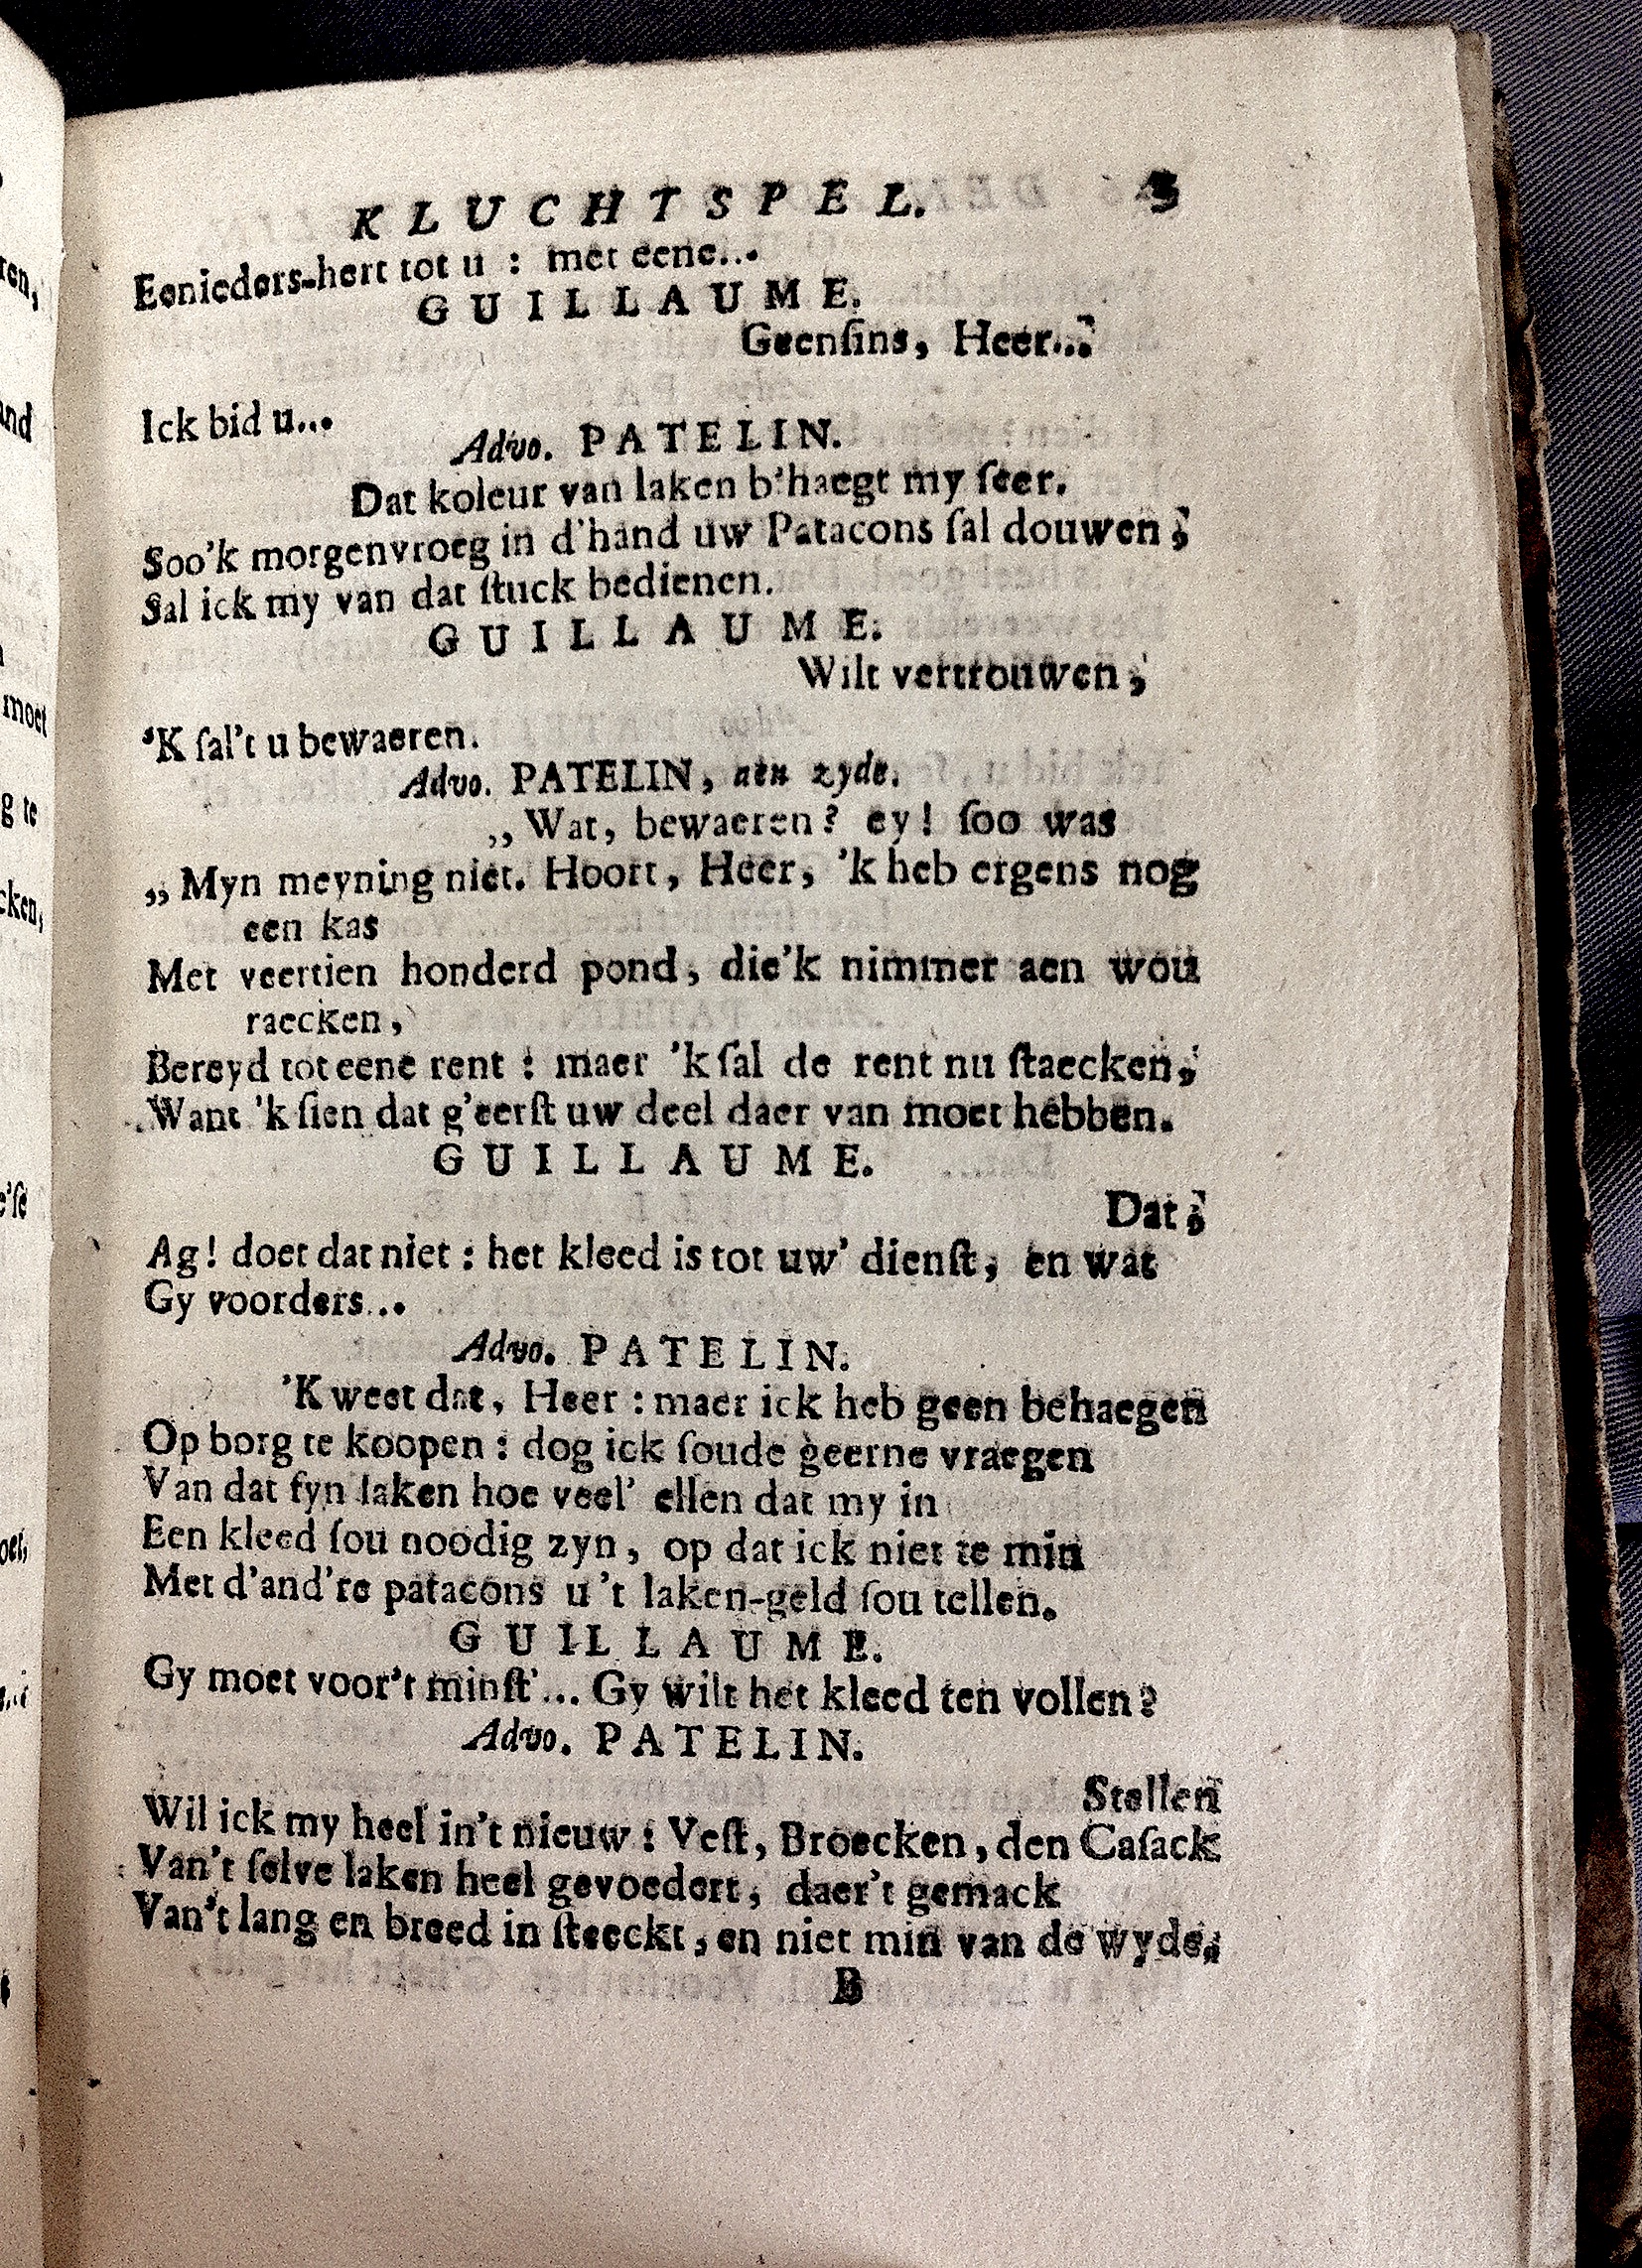 KLUCHTSPEL.
Eenieders-hert tot u : met eene...
GUILLAUME.
Geenſins, Heer...
Ick bid u...
Advo. PATELIN.
Dat koleur van laken b'haegt my ſeer.
Soo'k morgenvroeg in d'hand uw Patacons ſal douwen,
Sal ick my van dat ſtuck bedienen.
GUILLAUME.
Wilt vertrouwen,
'K ſal't u bewaeren.
Advo. PATELIN, aen zyde.
,, Wat, bewaeren? ey! ſoo was
,, Myn meyning niet. Hoort, Heer, 'k heb ergens nog
een kas
Met veertien honderd pond, die'k nimmer aen wou
raecken,
Bereyd tot eene rent : maer 'k ſal de rent nu ſtaecken,
Want 'k ſien dat g'eerſt uw deel daer van moet hebben.
GUILLAUME.
Dat,
Ag! doet dat niet : het kleed is tot uw' dienſt, en wat
Gy voorders...
Advo. PATELIN.
'K weet dat, Heer : maer ick heb geen behaegen
Op borg te koopen : dog ick ſoude geerne vraegen
Van dat fyn laken hoe veel' ellen dat my in
Een kleed ſou noodig zyn, op dat ick niet te min
Met d'and're patacons u 't laken-geld ſou tellen.
GUILLAUME.
Gy moet voor't minſt'... Gy wilt het kleed ten vollen?
Advo. PATELIN.
Stellen
Wil ick my heel in't nieuw : Veſt, Broecken, den Caſack
Van't ſelve laken heel gevoedert, daer't gemack
Van't lang en breed in ſteeckt, en niet min van de wyde,
B
ren,
and
moet
g te
cken,
e'ſe